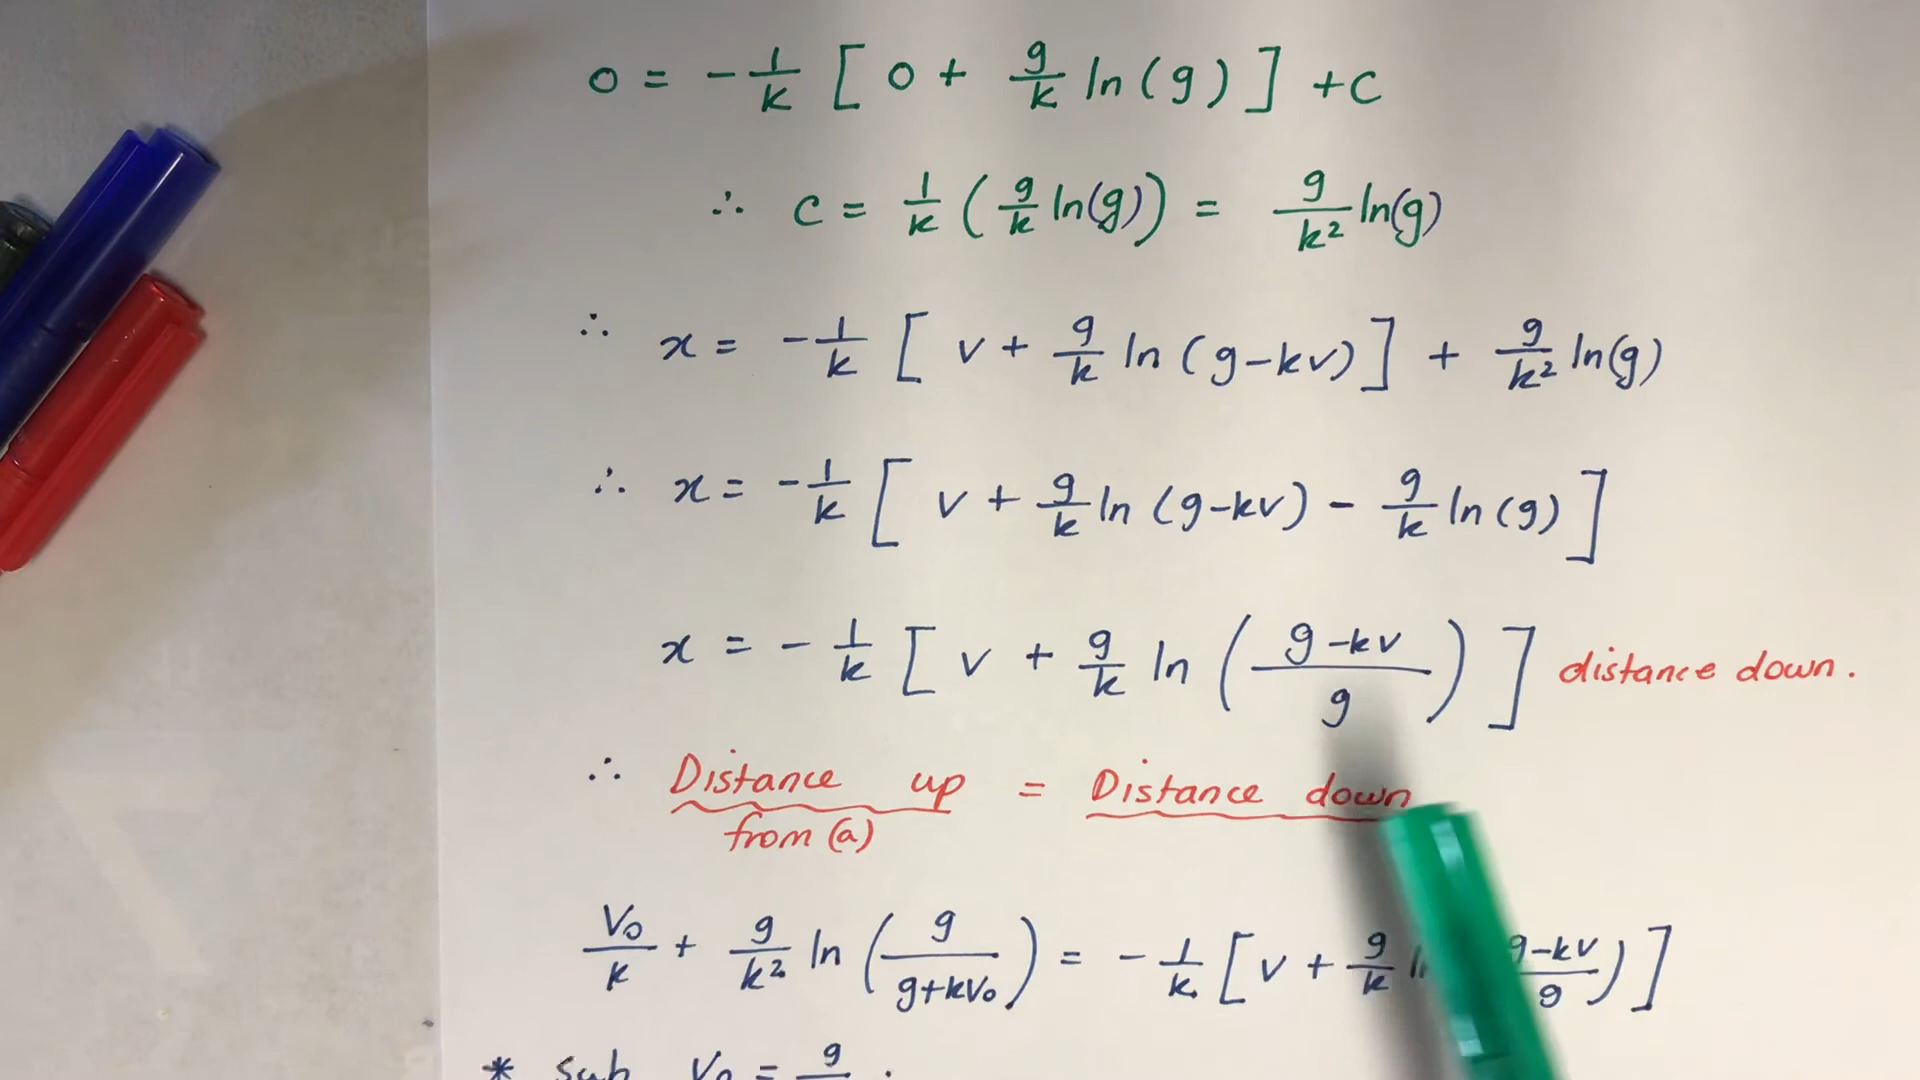 0 = -1/k [ 0 + g/k ln(g) ] + C
∴ C = 1/k ( g/k ln(g) ) = g/k² ln(g)
∴ x = -1/k [ v + g/k ln(g-kv) ] + g/k² ln(g)
∴ x = -1/k [ v + g/k ln(g-kv) - g/k ln(g) ]
x = -1/k [ v + g/k ln( (g-kv)/g ) ] distance down.
∴ Distance up = Distance down
from (a)
V₀/k + g/k² ln( g/(g+kV₀) ) = -1/k [ v + g/k (g-kv)/g ) ]
* sub V₀ = g